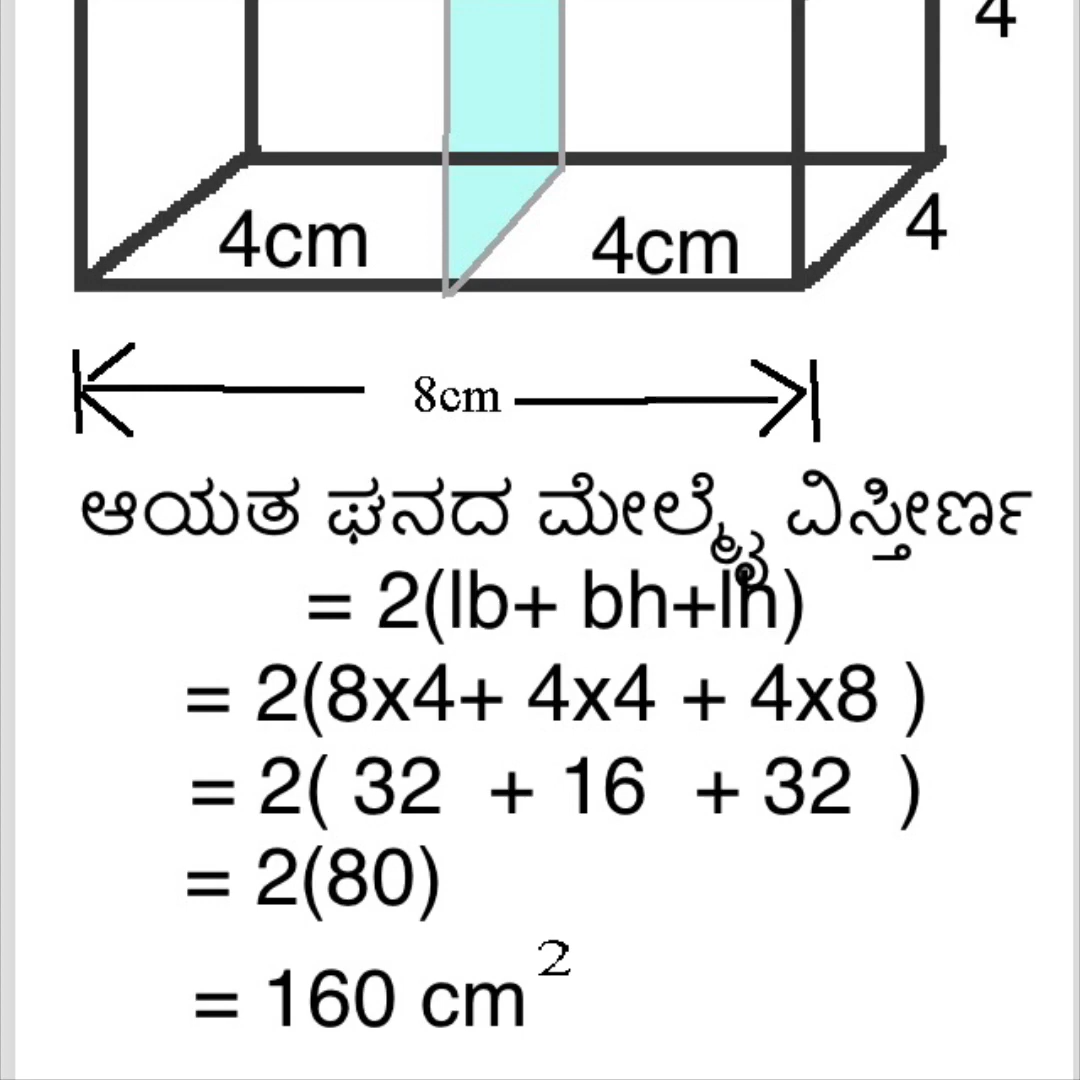 4
4cm 4cm 4
8cm
ಆಯತ ಘನದ ಮೇಲ್ಮೈ ವಿಸ್ತೀರ್ಣ
= 2(lb+ bh+lh)
= 2(8x4+ 4x4 + 4x8 )
= 2( 32 + 16 + 32 )
= 2(80)
= 160 cm²